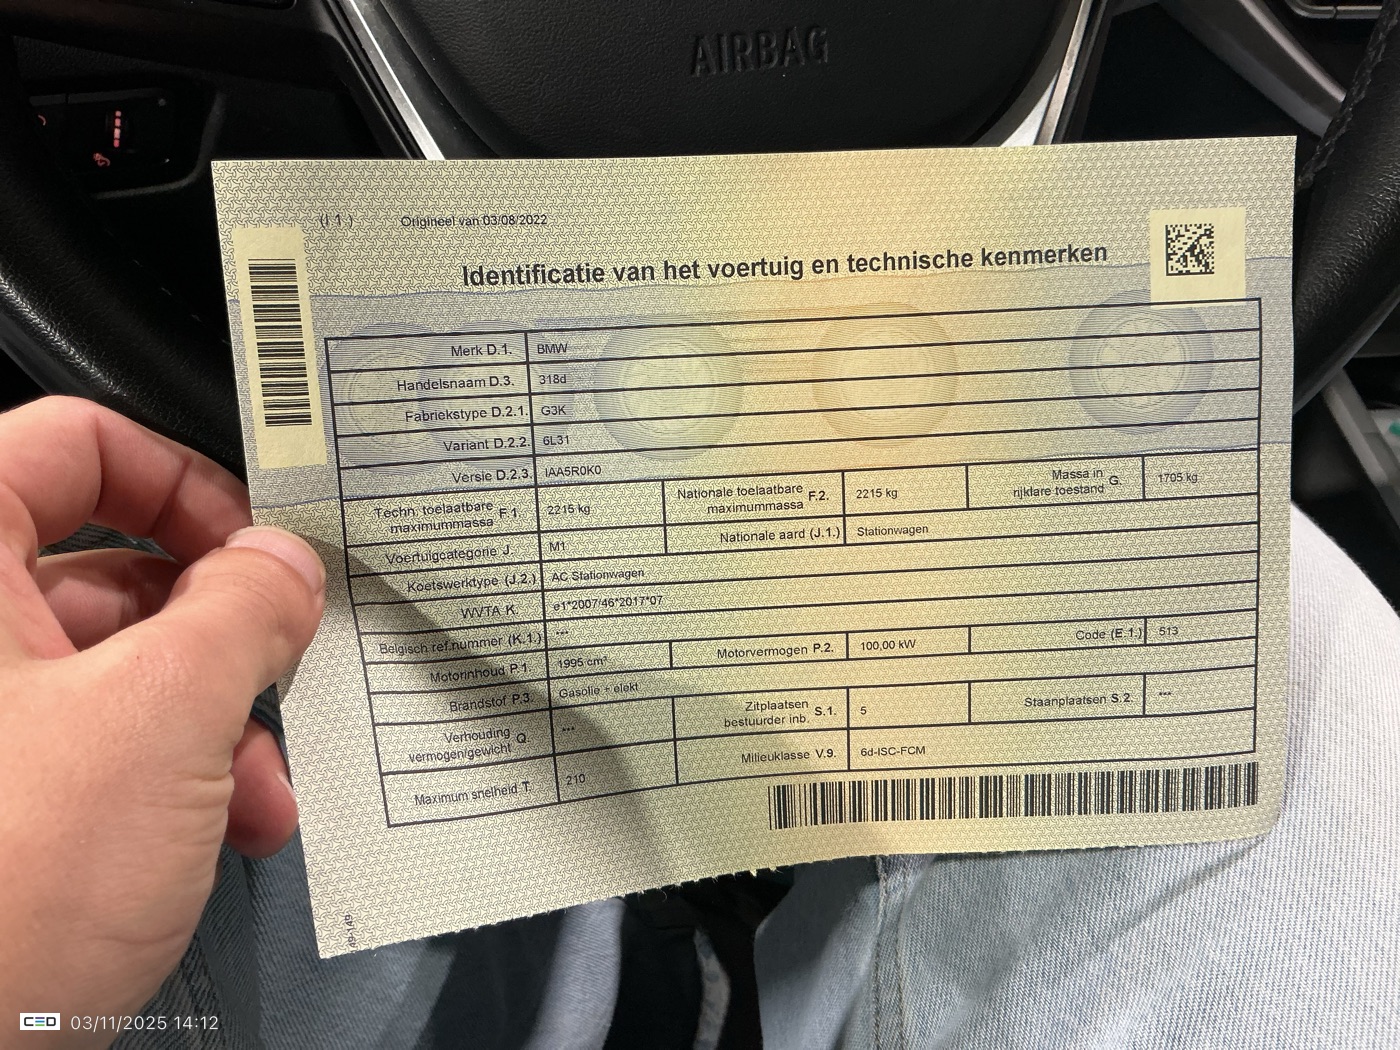 AIRBAG
(I 1.) Origineel van 03/08/2022
Identificatie van het voertuig en technische kenmerken
Merk D.1. BMW
Handelsnaam D.3. 318d
Fabriekstype D.2.1. G3K
Variant D.2.2. 6L31
Versie D.2.3. IAA5R0K0
Techn. toelaatbare maximummassa F.1. 2215 kg Nationale toelaatbare maximummassa F.2. 2215 kg Massa in rijklare toestand G. 1705 kg
Voertuigcategorie J. M1 Nationale aard (J.1.) Stationwagen
Koetswerktype (J.2.) AC Stationwagen
WVTA K. e1*2007/46*2017*07
Belgisch ref.nummer (K.1.) ---
Motorinhoud P.1. 1995 cm³ Motorvermogen P.2. 100,00 kW Code (E.1.) 513
Brandstof P.3. Gasolie + elekt
Verhouding vermogen/gewicht Q. --- Zitplaatsen bestuurder inb. S.1. 5 Staanplaatsen S.2. ---
Maximum snelheid T. 210 Milieuklasse V.9. 6d-ISC-FCM
CED 03/11/2025 14:12